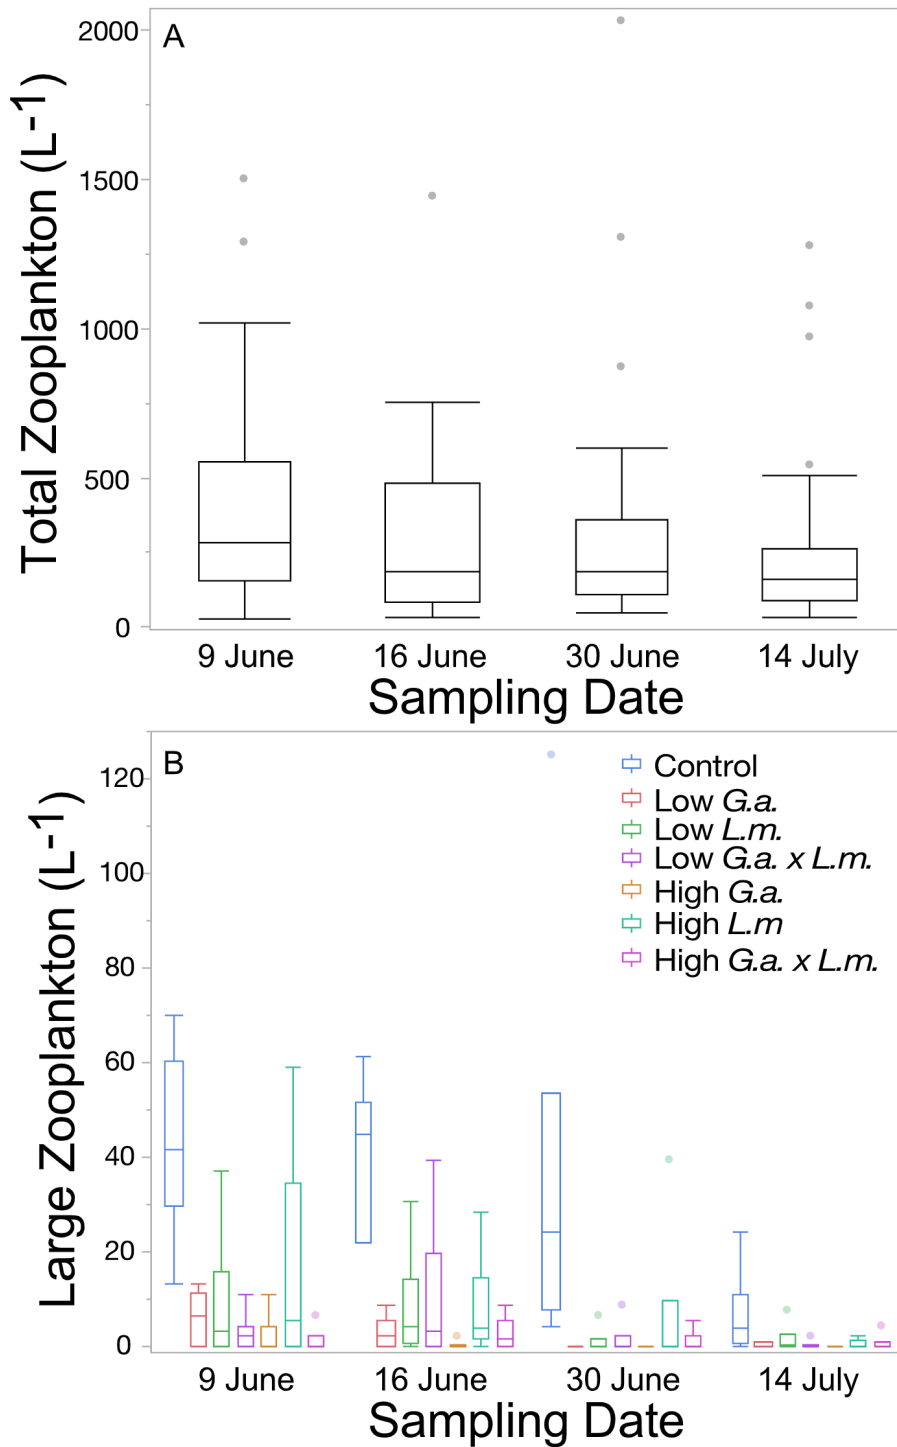 A
Total Zooplankton (L-1)
2000
1500
1000
500
0
9 June 16 June 30 June 14 July
Sampling Date
B
Large Zooplankton (L-1)
120
100
80
60
40
20
0
Control
Low G.a.
Low L.m.
Low G.a. x L.m.
High G.a.
High L.m
High G.a. x L.m.
9 June 16 June 30 June 14 July
Sampling Date